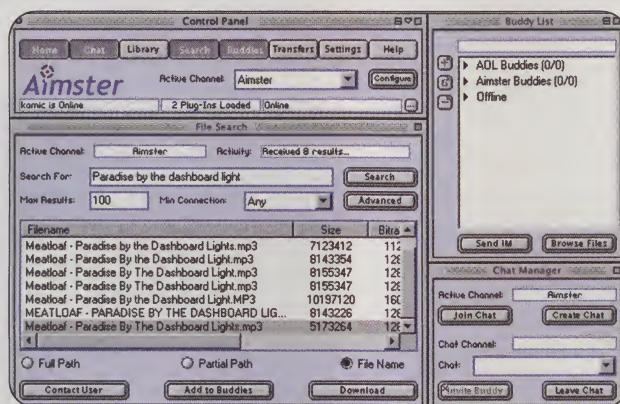 Control Panel
Home Chat Library Search Buddies Transfers Settings Help
Aimster
Active Channel: Aimster Configure
komic is Online 2 Plug-Ins Loaded Online
File Search
Active Channel: Aimster Activity: Received 8 results...
Search For: Paradise by the dashboard light Search
Max Results: 100 Min Connection: Any Advanced
Filename Size Bitra
Meatloaf - Paradise By the Dashboard Lights.mp3 7123412 112
Meatloaf - Paradise By The Dashboard Light.mp3 8143354 128
Meatloaf - Paradise By The Dashboard Light.mp3 8155347 128
Meatloaf - Paradise By The Dashboard Light.mp3 8155347 128
Meatloaf - Paradise By The Dashboard Light.MP3 10197120 160
MEATLOAF - PARADISE BY THE DASHBOARD LIG... 8143226 128
Meatloaf - Paradise By The Dashboard Lights.mp3 5173264 128
Full Path Partial Path File Name
Contact User Add to Buddies Download
Buddy List
AOL Buddies (0/0)
Aimster Buddies (0/0)
Offline
Send IM Browse Files
Chat Manager
Active Channel: Aimster
Join Chat Create Chat
Chat Channel:
Chat:
Invite Buddy Leave Chat